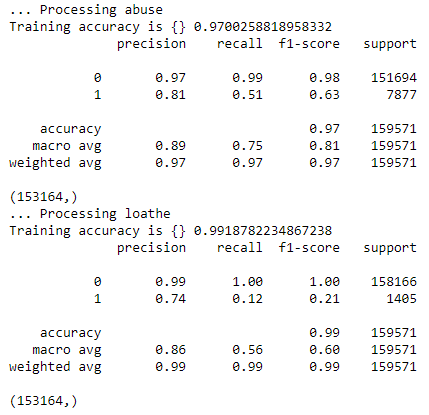 ... Processing abuse
Training accuracy is {} 0.9700258818958332
precision recall f1-score support
0 0.97 0.99 0.98 151694
1 0.81 0.51 0.63 7877
accuracy 0.97 159571
macro avg 0.89 0.75 0.81 159571
weighted avg 0.97 0.97 0.97 159571
(153164,)
... Processing loathe
Training accuracy is {} 0.9918782234867238
precision recall f1-score support
0 0.99 1.00 1.00 158166
1 0.74 0.12 0.21 1405
accuracy 0.99 159571
macro avg 0.86 0.56 0.60 159571
weighted avg 0.99 0.99 0.99 159571
(153164,)